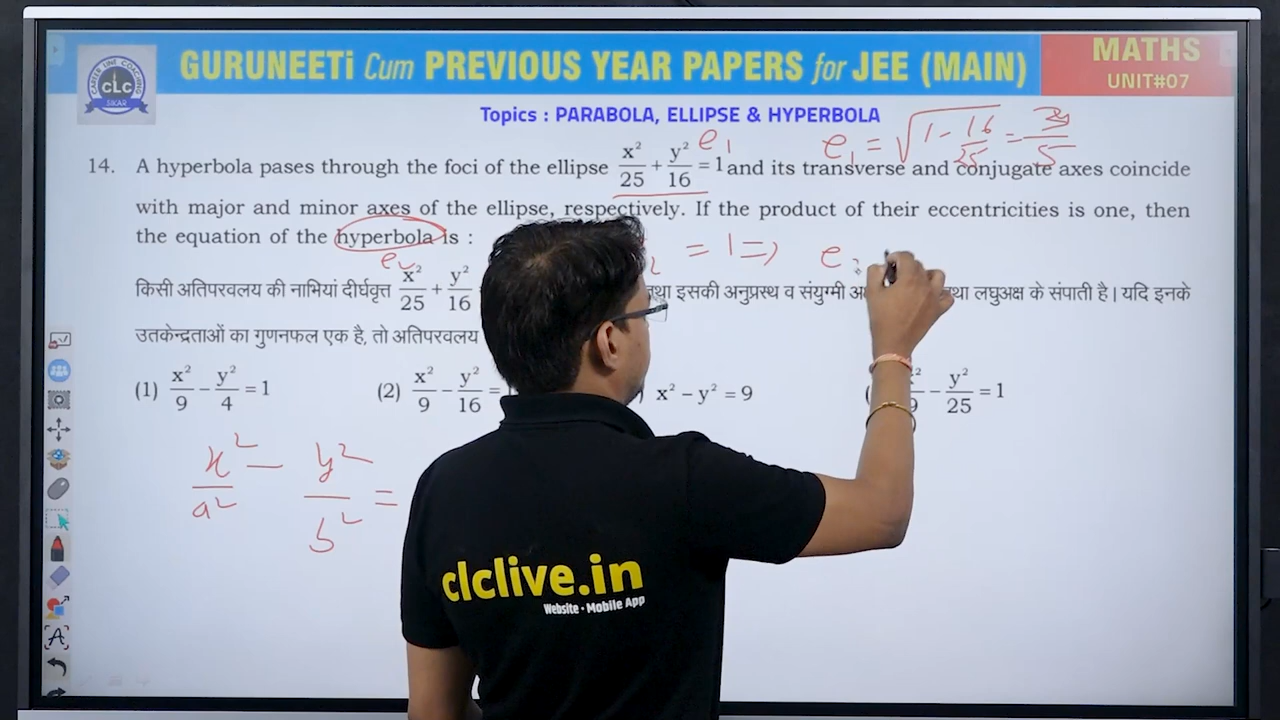 CLC
SIKAR
GURUNEETi Cum PREVIOUS YEAR PAPERS for JEE (MAIN)
MATHS
UNIT#07
Topics : PARABOLA, ELLIPSE & HYPERBOLA
e₁
e₁ = √(1 - 16/25) = 3/5
14. A hyperbola pases through the foci of the ellipse x²/25 + y²/16 = 1 and its transverse and conjugate axes coincide
with major and minor axes of the ellipse, respectively. If the product of their eccentricities is one, then
the equation of the hyperbola is :
e₂
₂ = 1 ⇒ e₂
किसी अतिपरवलय की नाभियां दीर्घवृत्त x²/25 + y²/16 तथा इसकी अनुप्रस्थ व संयुग्मी तथा लघुअक्ष के संपाती है। यदि इनके
उतकेन्द्रताओं का गुणनफल एक है, तो अतिपरवलय
(1) x²/9 - y²/4 = 1 (2) x²/9 - y²/16 = ) x² - y² = 9 ( x²/9 - y²/25 = 1
x²/a² - y²/b² =
clclive.in
Website • Mobile App